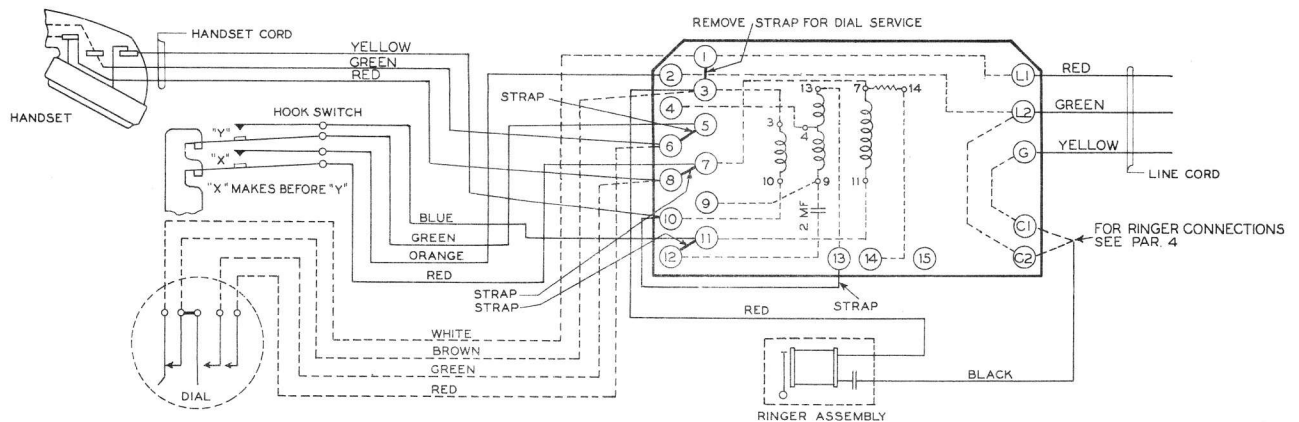 REMOVE STRAP FOR DIAL SERVICE
HANDSET CORD
YELLOW
GREEN
RED
HANDSET
HOOK SWITCH
"Y"
"X"
"X" MAKES BEFORE "Y"
BLUE
GREEN
ORANGE
RED
STRAP
STRAP
STRAP
WHITE
BROWN
GREEN
RED
DIAL
1
2
3
4
5
6
7
8
9
10
11
12
13
14
15
13
7
14
3
4
10
9
11
2 MF
L1
L2
G
C1
C2
RED
GREEN
YELLOW
LINE CORD
FOR RINGER CONNECTIONS
SEE PAR. 4
STRAP
RED
BLACK
RINGER ASSEMBLY